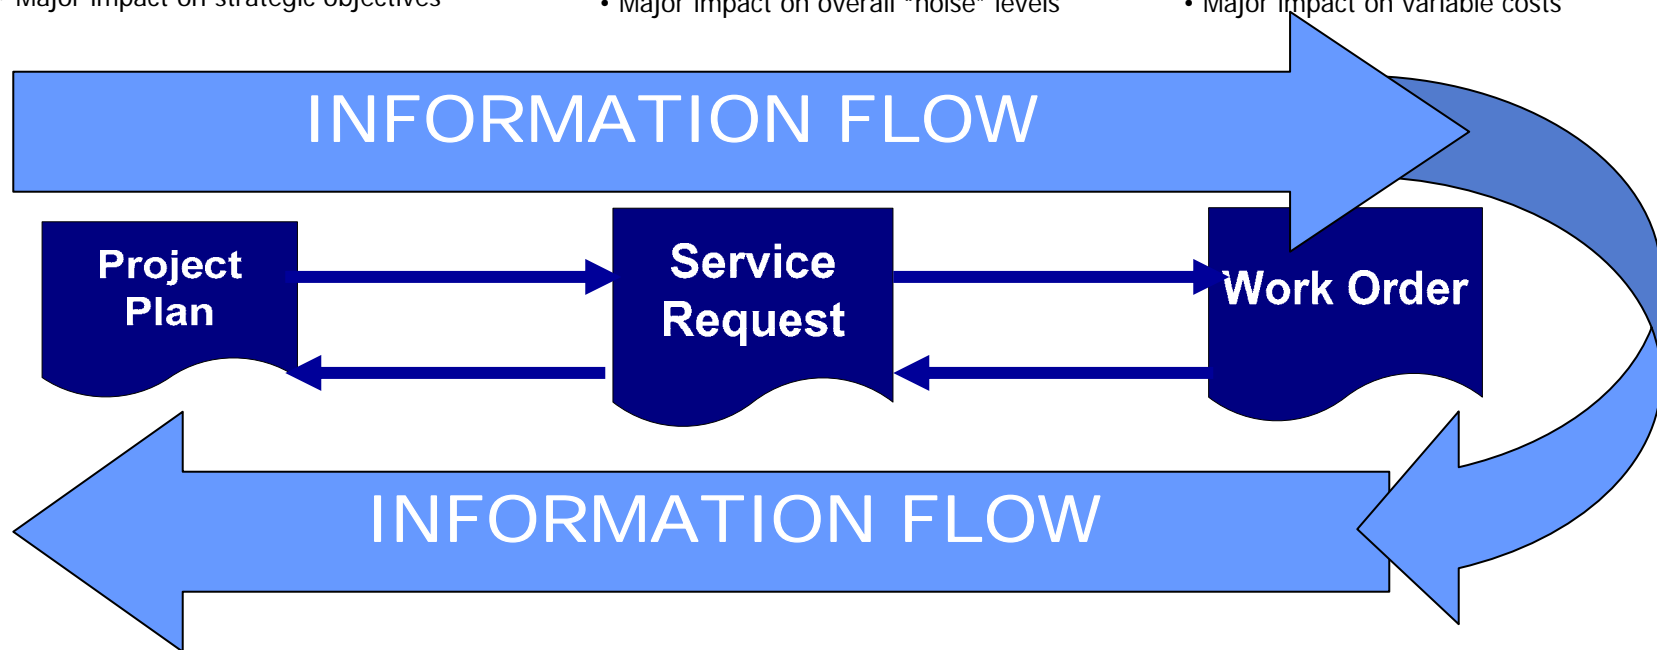 Major impact on strategic objectives
• Major impact on overall "noise" levels
• Major impact on variable costs
INFORMATION FLOW
Project
Plan
Service
Request
Work Order
INFORMATION FLOW